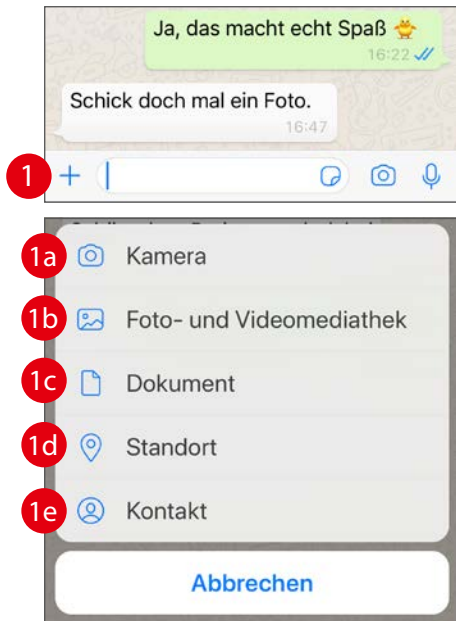 Ja, das macht echt Spaß 🐥
16:22
Schick doch mal ein Foto.
16:47
1
1a Kamera
1b Foto- und Videomediathek
1c Dokument
1d Standort
1e Kontakt
Abbrechen